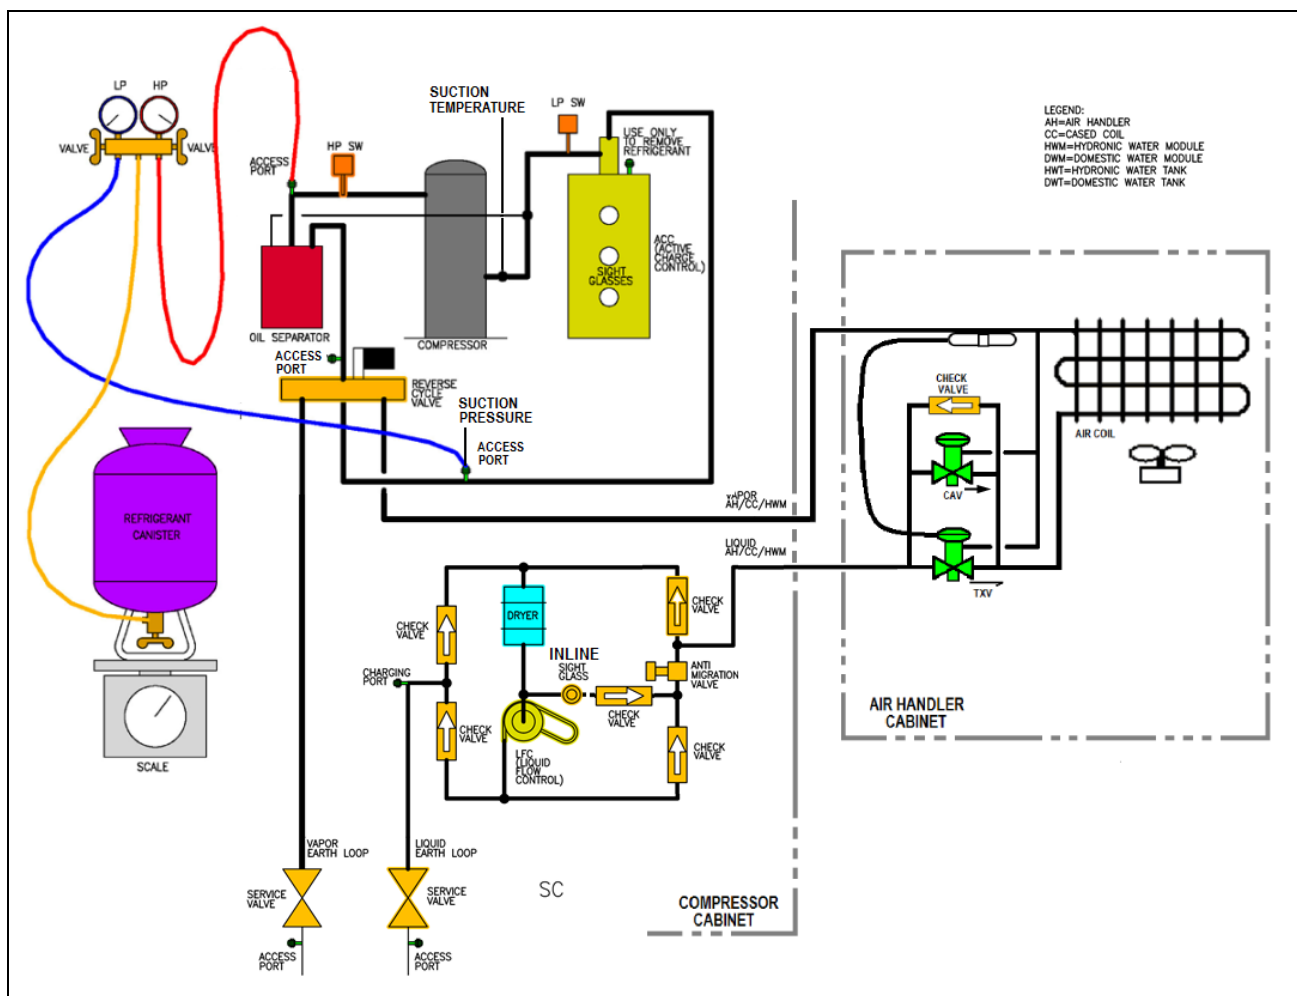 LP
HP
VALVE
VALVE
ACCESS
PORT
HP SW
SUCTION
TEMPERATURE
LP SW
USE ONLY
TO REMOVE
REFRIGERANT
LEGEND:
AH=AIR HANDLER
CC=CASED COIL
HWM=HYDRONIC WATER MODULE
DWM=DOMESTIC WATER MODULE
HWT=HYDRONIC WATER TANK
DWT=DOMESTIC WATER TANK
ACC
(ACTIVE
CHARGE
CONTROL)
SIGHT
GLASSES
OIL SEPARATOR
COMPRESSOR
ACCESS
PORT
REVERSE
CYCLE
VALVE
SUCTION
PRESSURE
ACCESS
PORT
CHECK
VALVE
AIR COIL
CAV
VAPOR
AH/CC/HWM
LIQUID
AH/CC/HWM
TXV
REFRIGERANT
CANISTER
SCALE
CHECK
VALVE
DRYER
CHECK
VALVE
INLINE
SIGHT
GLASS
ANTI
MIGRATION
VALVE
CHARGING
PORT
CHECK
VALVE
CHECK
VALVE
CHECK
VALVE
LFC
(LIQUID
FLOW
CONTROL)
AIR HANDLER
CABINET
VAPOR
EARTH LOOP
LIQUID
EARTH LOOP
SERVICE
VALVE
SERVICE
VALVE
SC
COMPRESSOR
CABINET
ACCESS
PORT
ACCESS
PORT